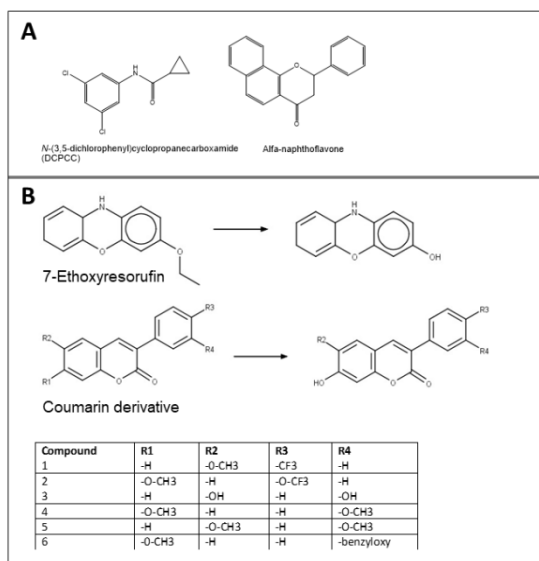 A
Cl
H
N
O
Cl
N-(3,5-dichlorophenyl)cyclopropanecarboxamide
(DCPCC)
O
O
Alfa-naphthoflavone
B
H
N
O
O
7-Ethoxyresorufin
H
N
O
OH
R2
R1
O
O
R3
R4
Coumarin derivative
R2
HO
O
O
R3
R4
Compound R1 R2 R3 R4
1 -H -0-CH3 -CF3 -H
2 -O-CH3 -H -O-CF3 -H
3 -H -OH -H -OH
4 -O-CH3 -H -H -O-CH3
5 -H -O-CH3 -H -O-CH3
6 -0-CH3 -H -H -benzyloxy